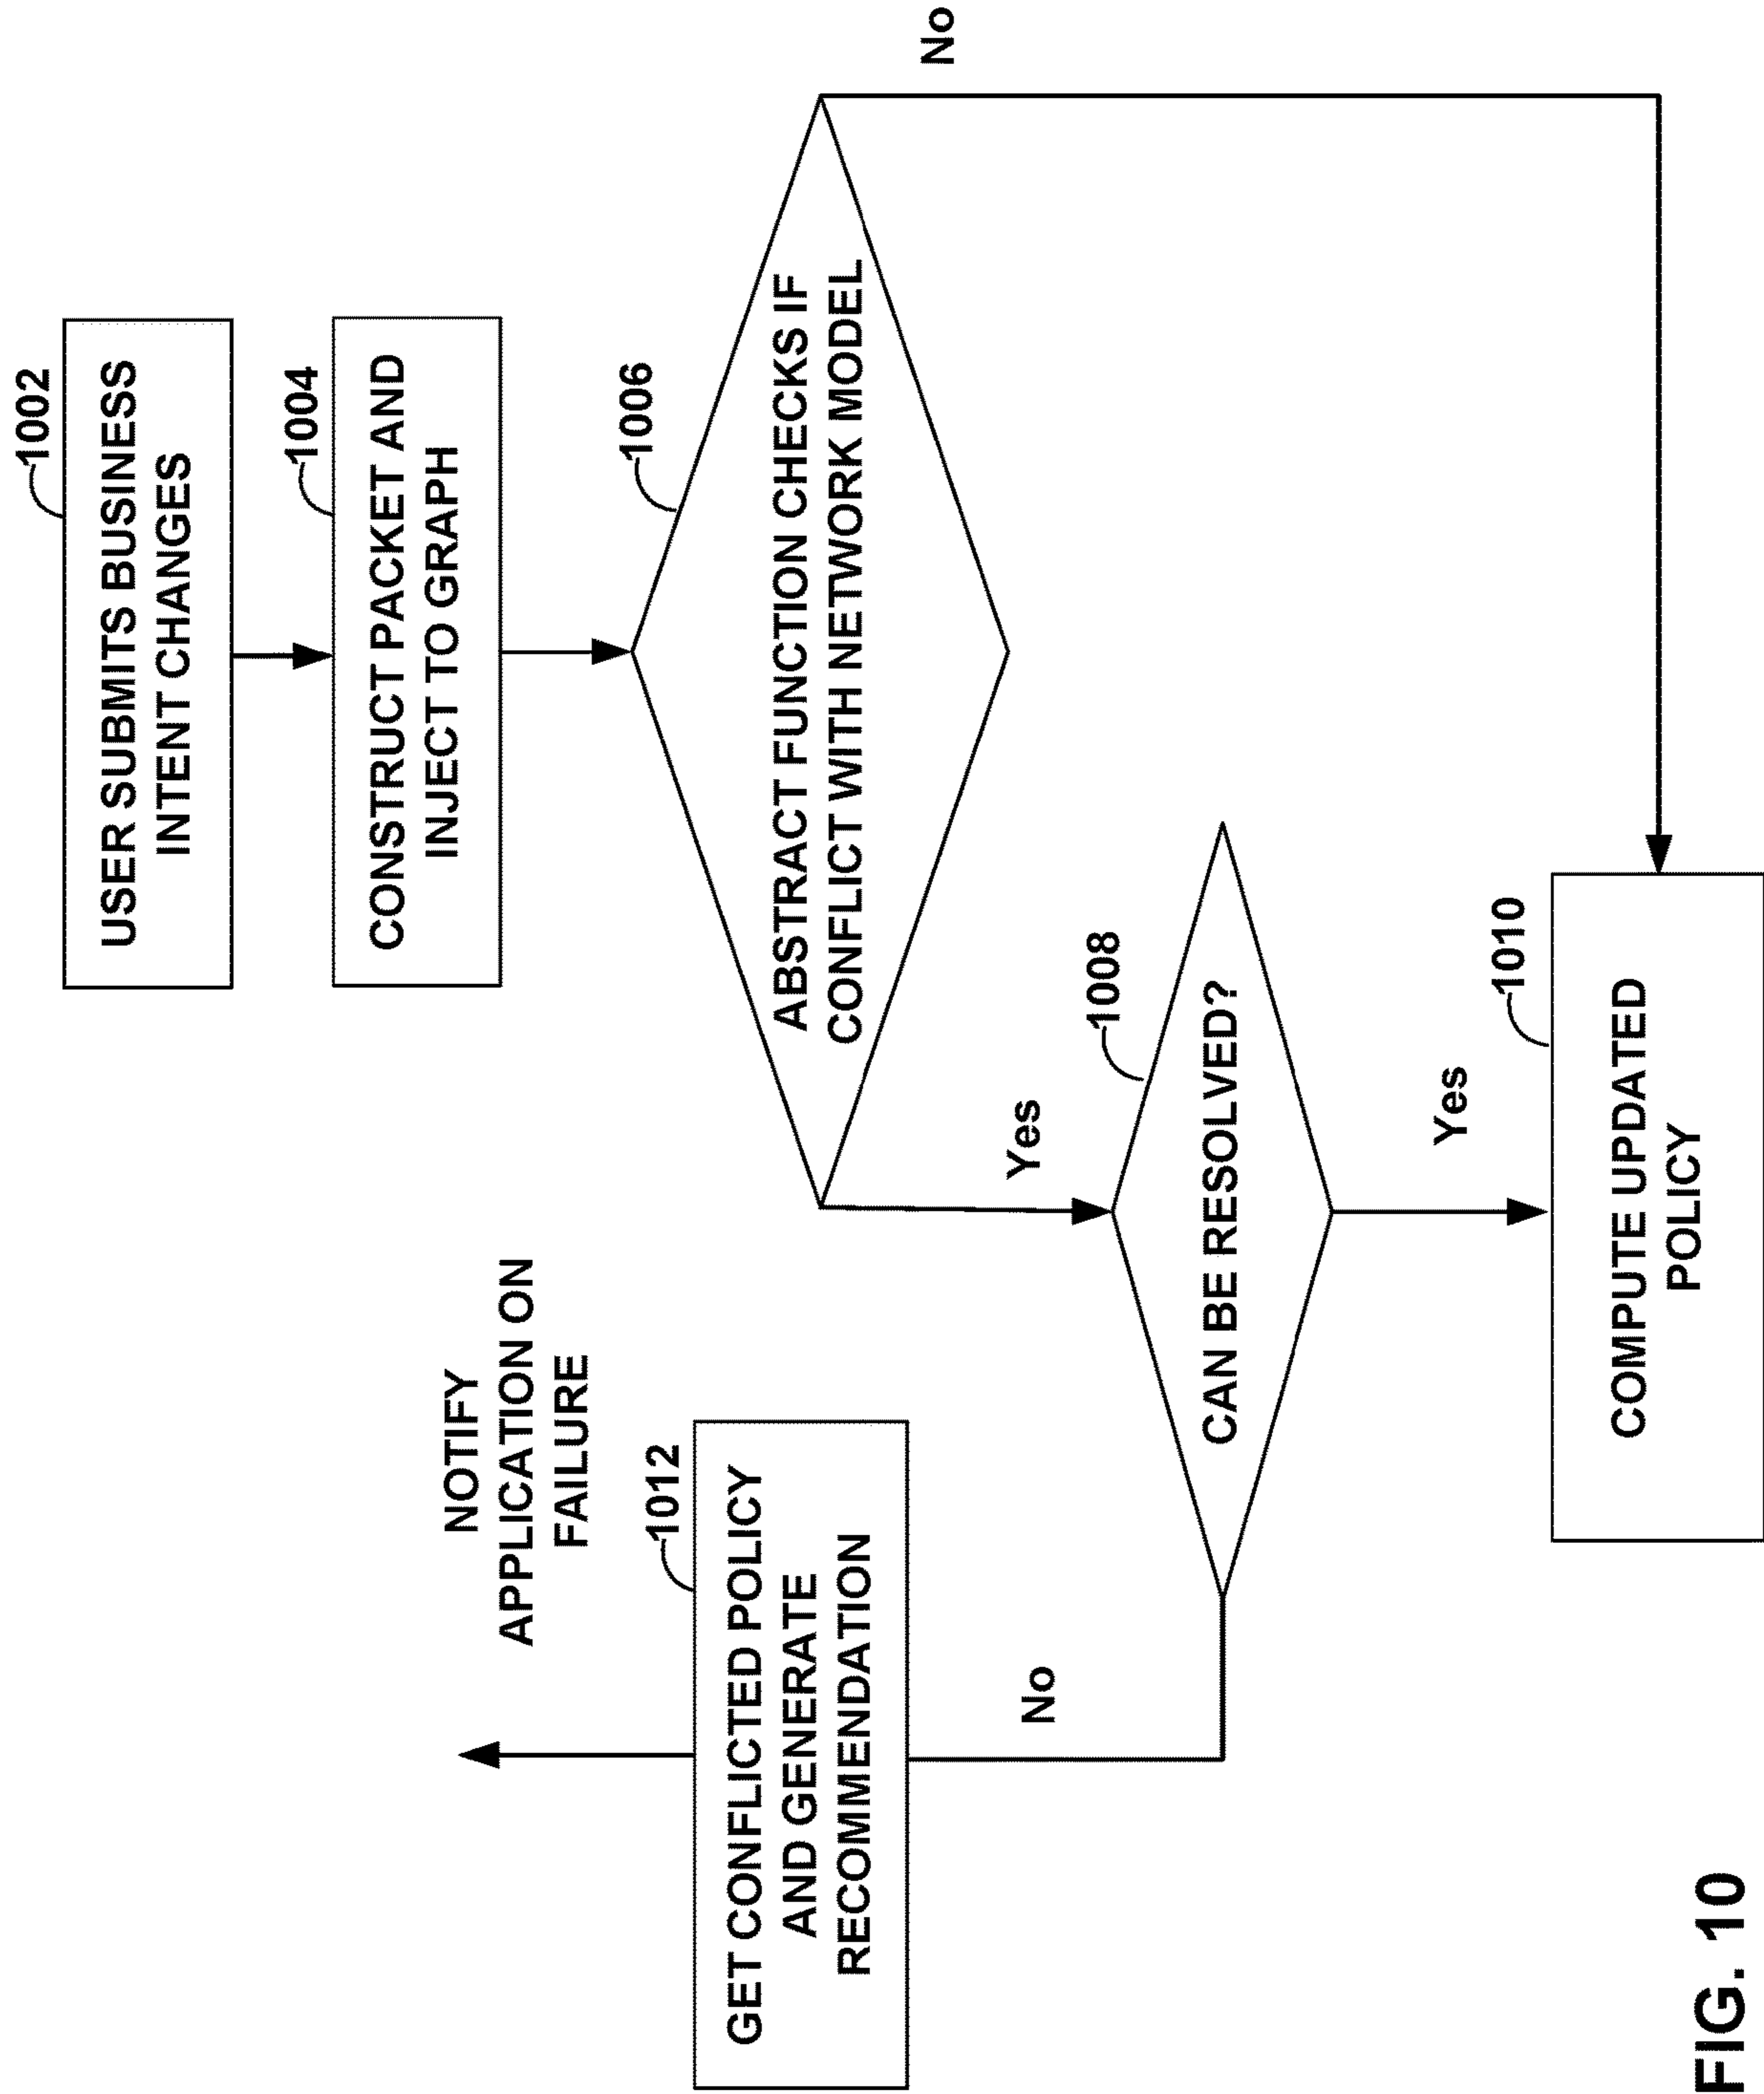 1002
USER SUBMITS BUSINESS
INTENT CHANGES
1004
CONSTRUCT PACKET AND
INJECT TO GRAPH
1006
ABSTRACT FUNCTION CHECKS IF
CONFLICT WITH NETWORK MODEL
No
Yes
1008
CAN BE RESOLVED?
Yes
1010
COMPUTE UPDATED
POLICY
No
1012
GET CONFLICTED POLICY
AND GENERATE
RECOMMENDATION
NOTIFY
APPLICATION ON
FAILURE
FIG. 10